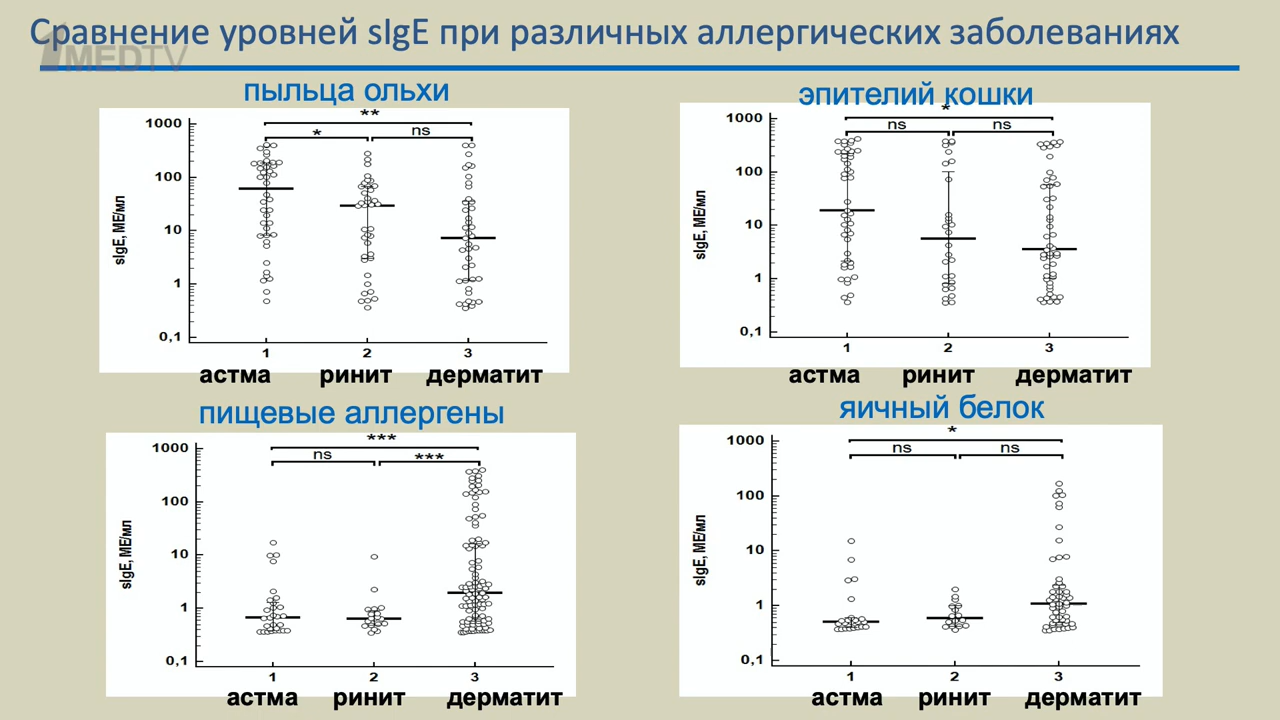 Сравнение уровней sIgE при различных аллергических заболеваниях
1MEDTV
пыльца ольхи
**
* ns
1000
100
10
1
0,1
sIgE, МЕ/мл
1 2 3
астма ринит дерматит
эпителий кошки
*
ns ns
1000
100
10
1
0,1
sIgE, МЕ/мл
1 2 3
астма ринит дерматит
пищевые аллергены
***
ns ***
1000
100
10
1
0,1
sIgE, МЕ/мл
1 2 3
астма ринит дерматит
яичный белок
*
ns ns
1000
100
10
1
0,1
sIgE, МЕ/мл
1 2 3
астма ринит дерматит